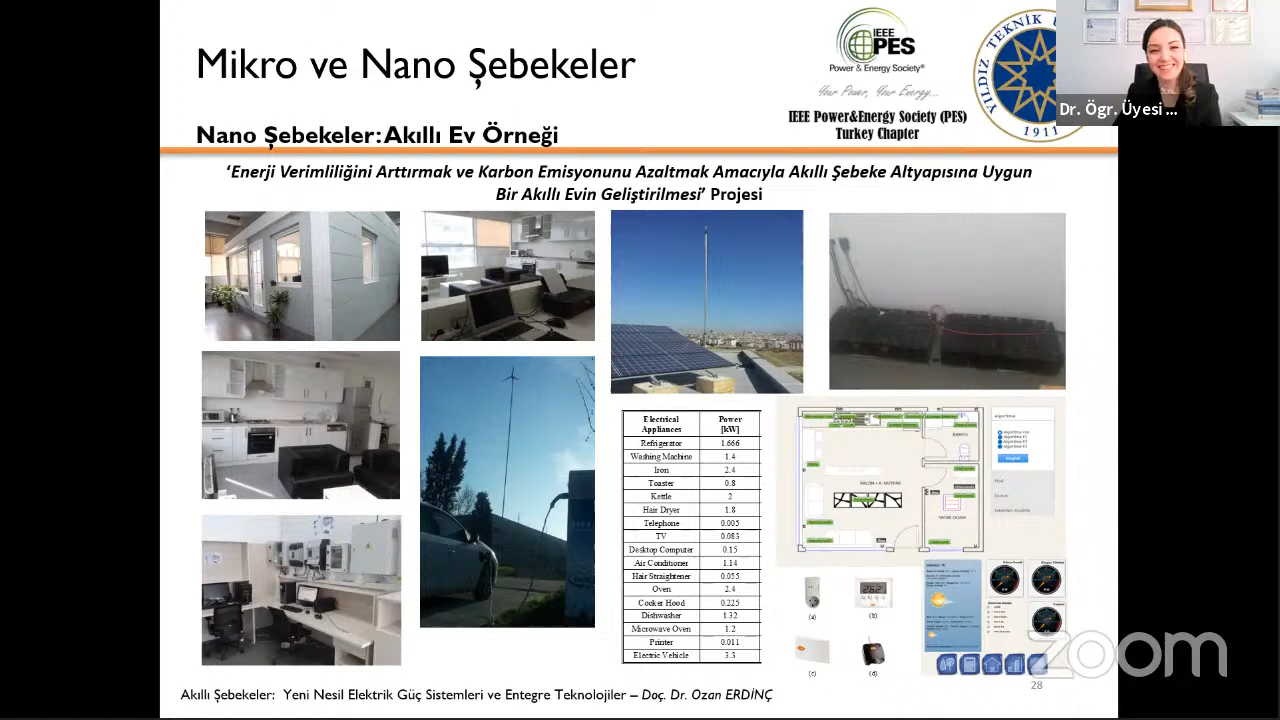 Mikro ve Nano Şebekeler
IEEE
PES
Power & Energy Society®
Your Power, Your Energy...
IEEE Power&Energy Society (PES)
Turkey Chapter
YILDIZ TEKNİK
1911
Dr. Ögr. Üyesi ...
Nano Şebekeler: Akıllı Ev Örneği
‘Enerji Verimliliğini Arttırmak ve Karbon Emisyonunu Azaltmak Amacıyla Akıllı Şebeke Altyapısına Uygun
Bir Akıllı Evin Geliştirilmesi’ Projesi
Electrical Appliances Power [kW]
Refrigerator 1.666
Washing Machine 1.4
Iron 2.4
Toaster 0.8
Kettle 2
Hair Dryer 1.8
Telephone 0.005
TV 0.083
Desktop Computer 0.15
Air Conditioner 1.14
Hair Straightener 0.055
Oven 2.4
Cooker Hood 0.225
Dishwasher 1.32
Microwave Oven 1.2
Printer 0.011
Electric Vehicle 3.3
(a)
(b)
(c)
(d)
zoom
28
Akıllı Şebekeler: Yeni Nesil Elektrik Güç Sistemleri ve Entegre Teknolojiler – Doç. Dr. Ozan ERDİNÇ